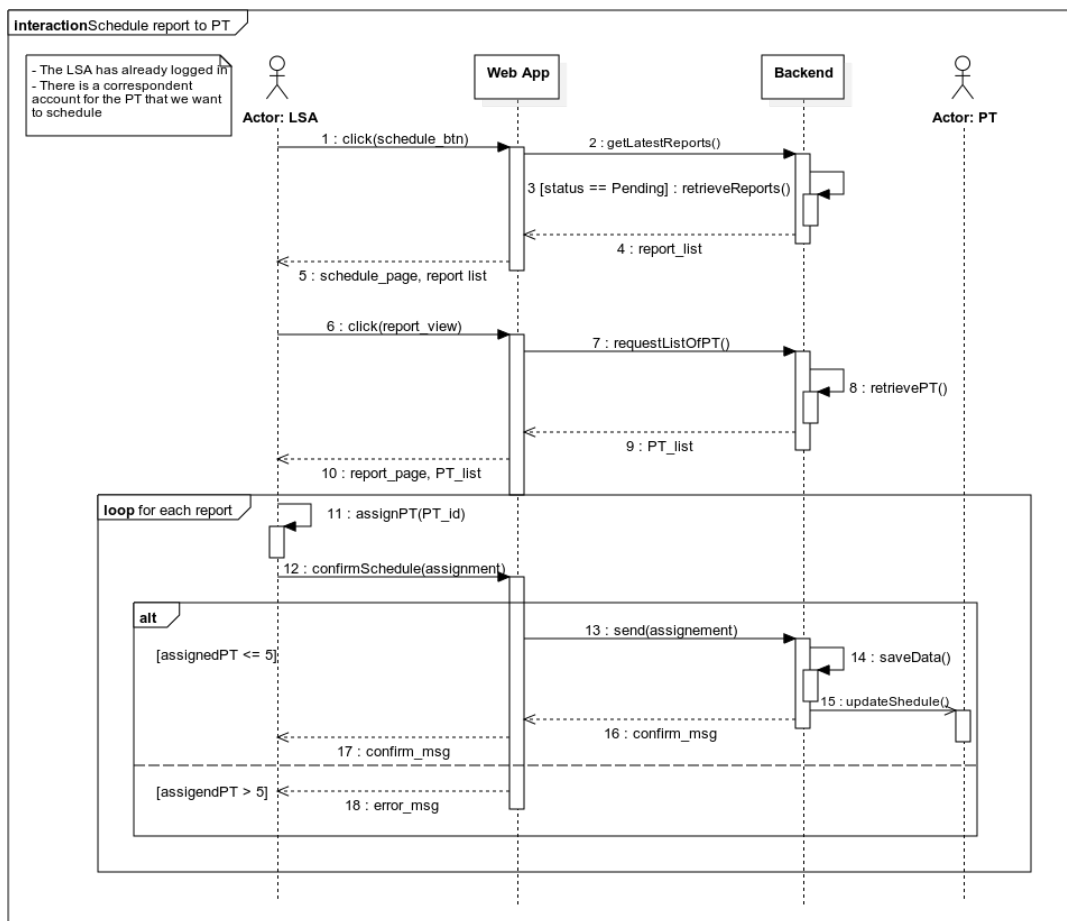 interactionSchedule report to PT
- The LSA has already logged in
- There is a correspondent
account for the PT that we want
to schedule
Actor: LSA
Web App
Backend
Actor: PT
1 : click(schedule_btn)
2 : getLatestReports()
3 [status == Pending] : retrieveReports()
4 : report_list
5 : schedule_page, report list
6 : click(report_view)
7 : requestListOfPT()
8 : retrievePT()
9 : PT_list
10 : report_page, PT_list
loop for each report
11 : assignPT(PT_id)
12 : confirmSchedule(assignment)
alt
13 : send(assignement)
[assignedPT <= 5]
14 : saveData()
15 : updateShedule()
16 : confirm_msg
17 : confirm_msg
[assigendPT > 5]
18 : error_msg